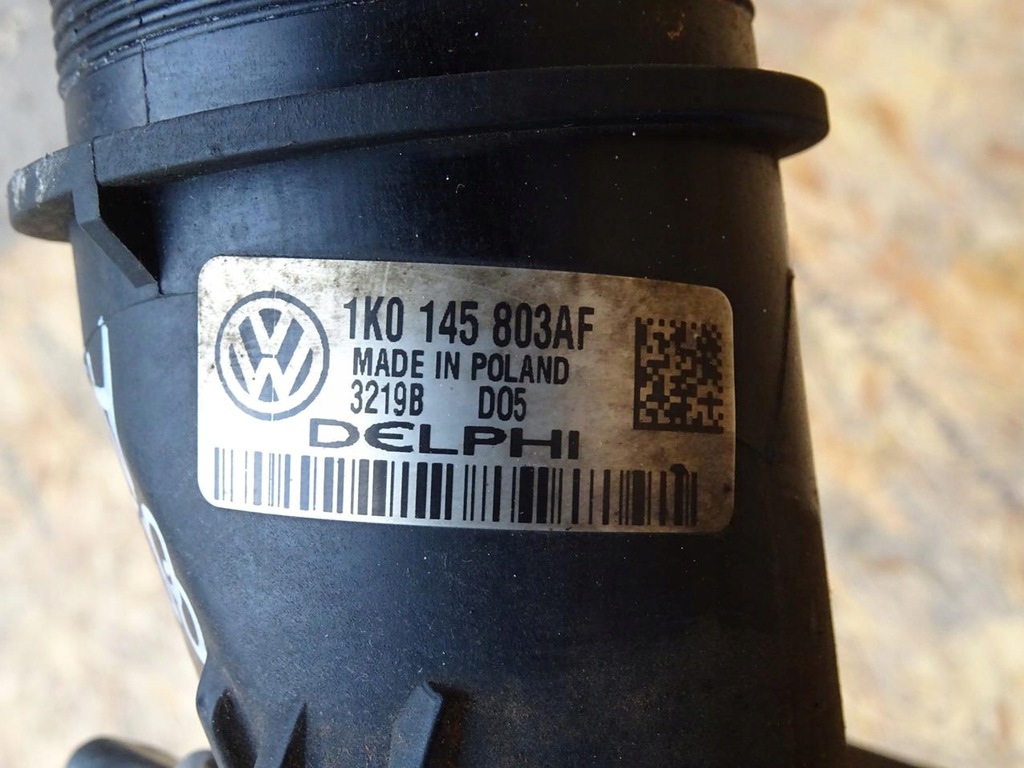 1K0 145 803AF
MADE IN POLAND
3219B D05
DELPHI